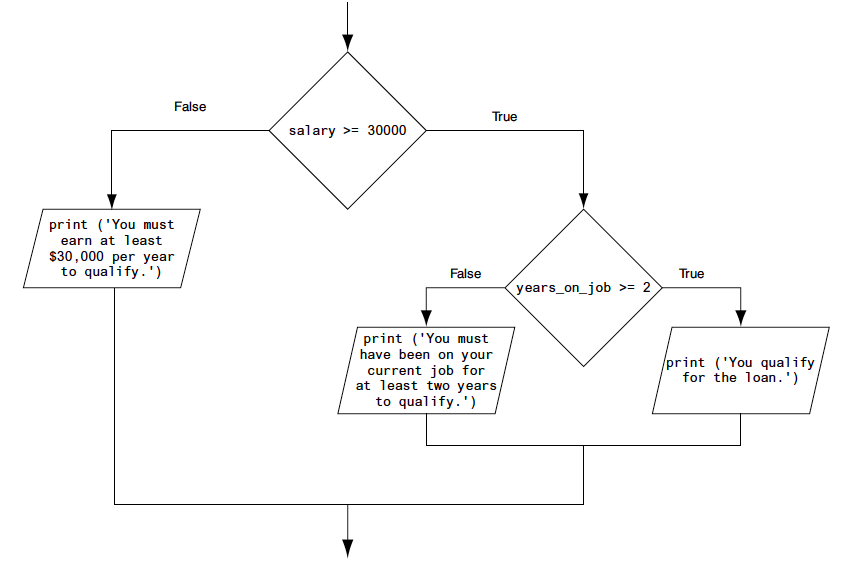 False
True
salary >= 30000
print ('You must
earn at least
$30,000 per year
to qualify.')
False
True
years_on_job >= 2
print ('You must
have been on your
current job for
at least two years
to qualify.')
print ('You qualify
for the loan.')